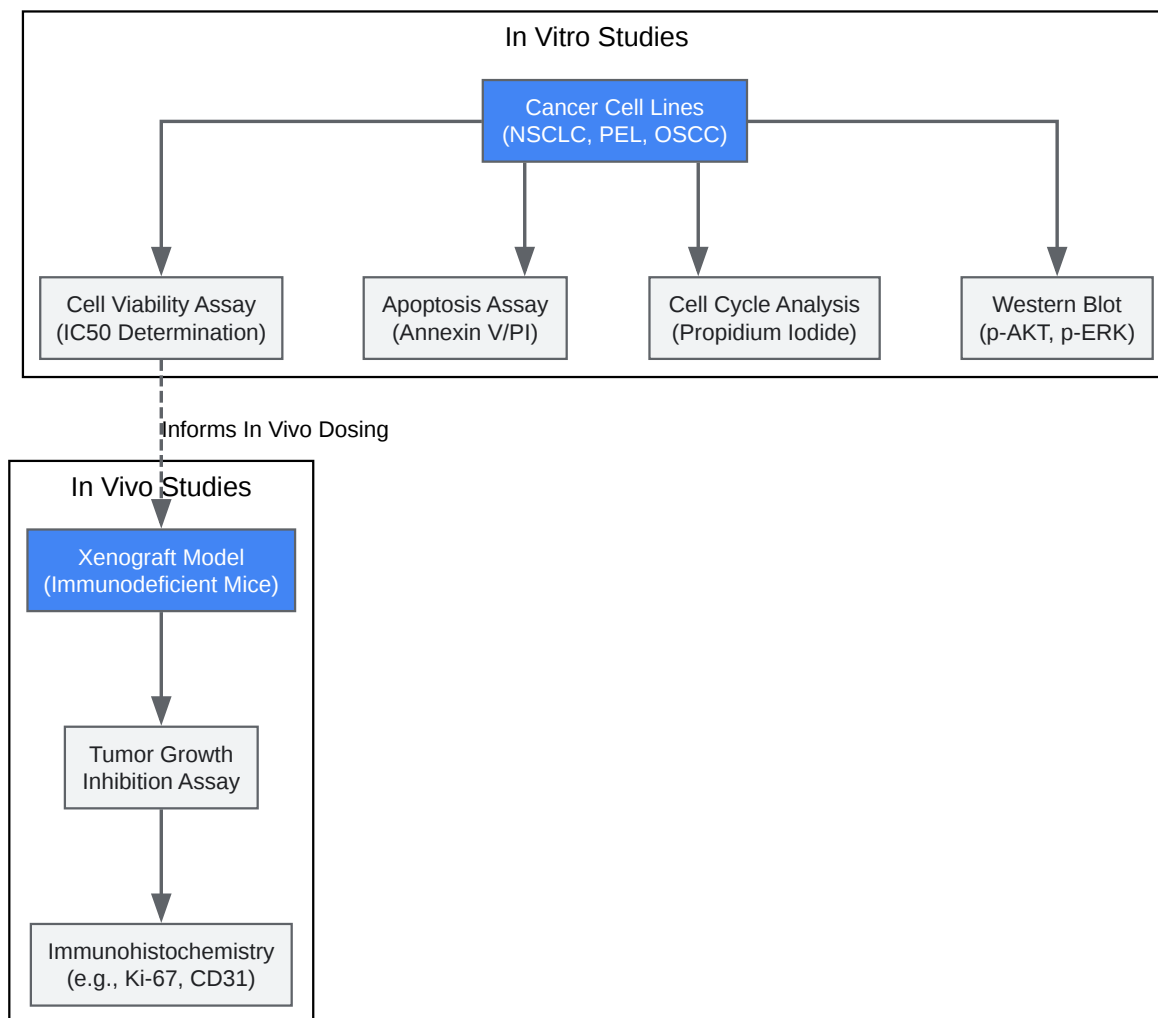 In Vitro Studies
Cancer Cell Lines
(NSCLC, PEL, OSCC)
Cell Viability Assay
(IC50 Determination)
Apoptosis Assay
(Annexin V/PI)
Cell Cycle Analysis
(Propidium Iodide)
Western Blot
(p-AKT, p-ERK)
Informs In Vivo Dosing
In Vivo Studies
Xenograft Model
(Immunodeficient Mice)
Tumor Growth
Inhibition Assay
Immunohistochemistry
(e.g., Ki-67, CD31)